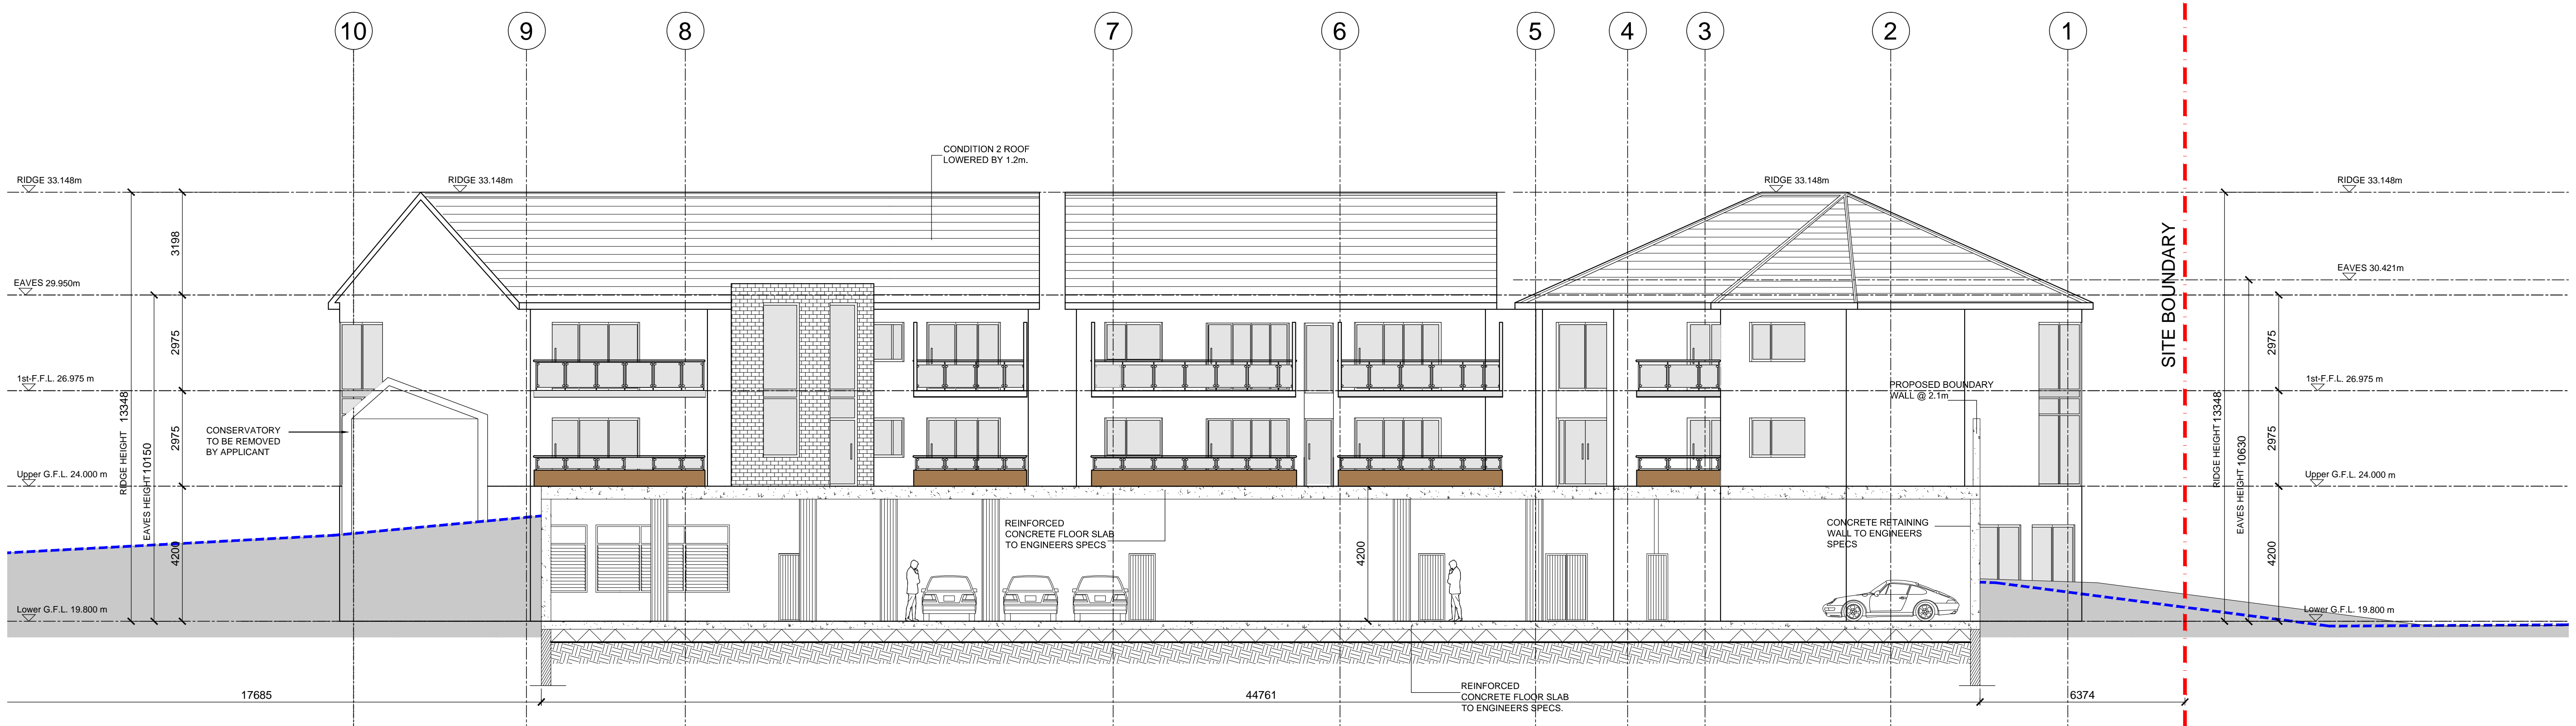 10
9
8
7
6
5
4
3
2
1
CONDITION 2 ROOF
LOWERED BY 1.2m.
RIDGE 33.148m
RIDGE 33.148m
RIDGE 33.148m
RIDGE 33.148m
SITE BOUNDARY
3198
EAVES 29.950m
EAVES 30.421m
2975
2975
1st-F.F.L. 26.975 m
1st-F.F.L. 26.975 m
PROPOSED BOUNDARY
WALL @ 2.1m
RIDGE HEIGHT 13348
RIDGE HEIGHT 13348
CONSERVATORY
TO BE REMOVED
BY APPLICANT
2975
2975
EAVES HEIGHT 10150
EAVES HEIGHT 10630
Upper G.F.L. 24.000 m
Upper G.F.L. 24.000 m
REINFORCED
CONCRETE FLOOR SLAB
TO ENGINEERS SPECS
CONCRETE RETAINING
WALL TO ENGINEERS
SPECS
4200
4200
4200
Lower G.F.L. 19.800 m
Lower G.F.L. 19.800 m
REINFORCED
CONCRETE FLOOR SLAB
TO ENGINEERS SPECS.
17685
44761
6374